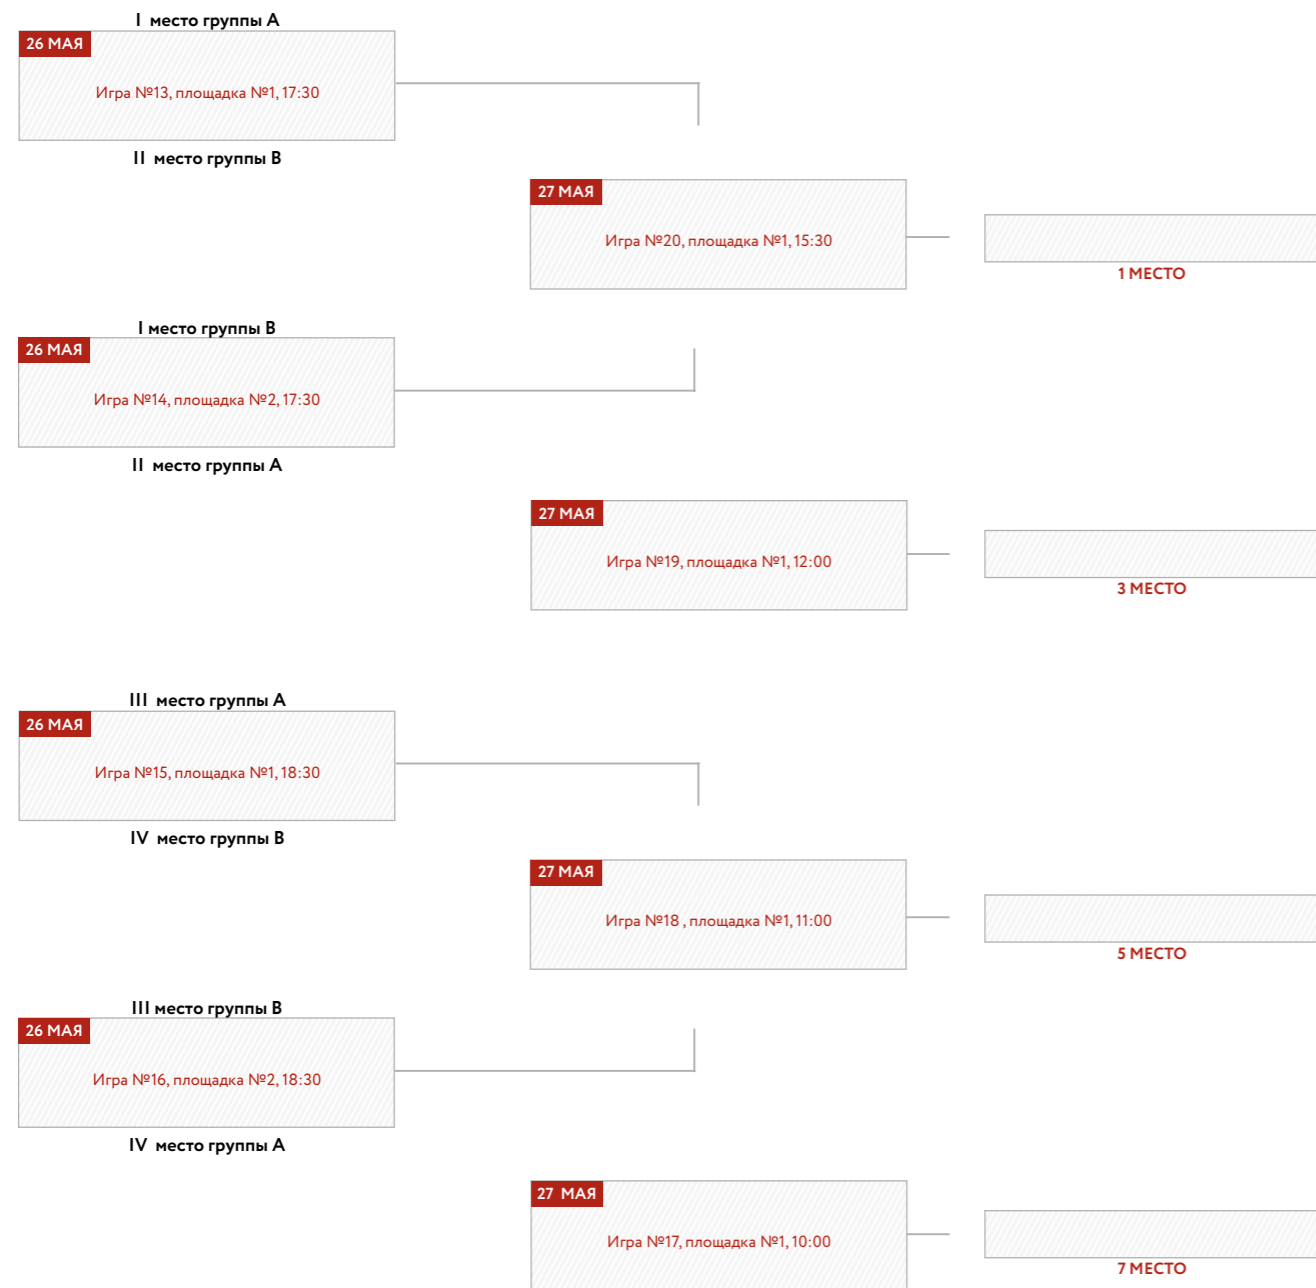 I место группы A
26 МАЯ
Игра №13, площадка №1, 17:30
II место группы B
27 МАЯ
Игра №20, площадка №1, 15:30
1 МЕСТО
I место группы B
26 МАЯ
Игра №14, площадка №2, 17:30
II место группы A
27 МАЯ
Игра №19, площадка №1, 12:00
3 МЕСТО
III место группы A
26 МАЯ
Игра №15, площадка №1, 18:30
IV место группы B
27 МАЯ
Игра №18 , площадка №1, 11:00
5 МЕСТО
III место группы B
26 МАЯ
Игра №16, площадка №2, 18:30
IV место группы A
27 МАЯ
Игра №17, площадка №1, 10:00
7 МЕСТО